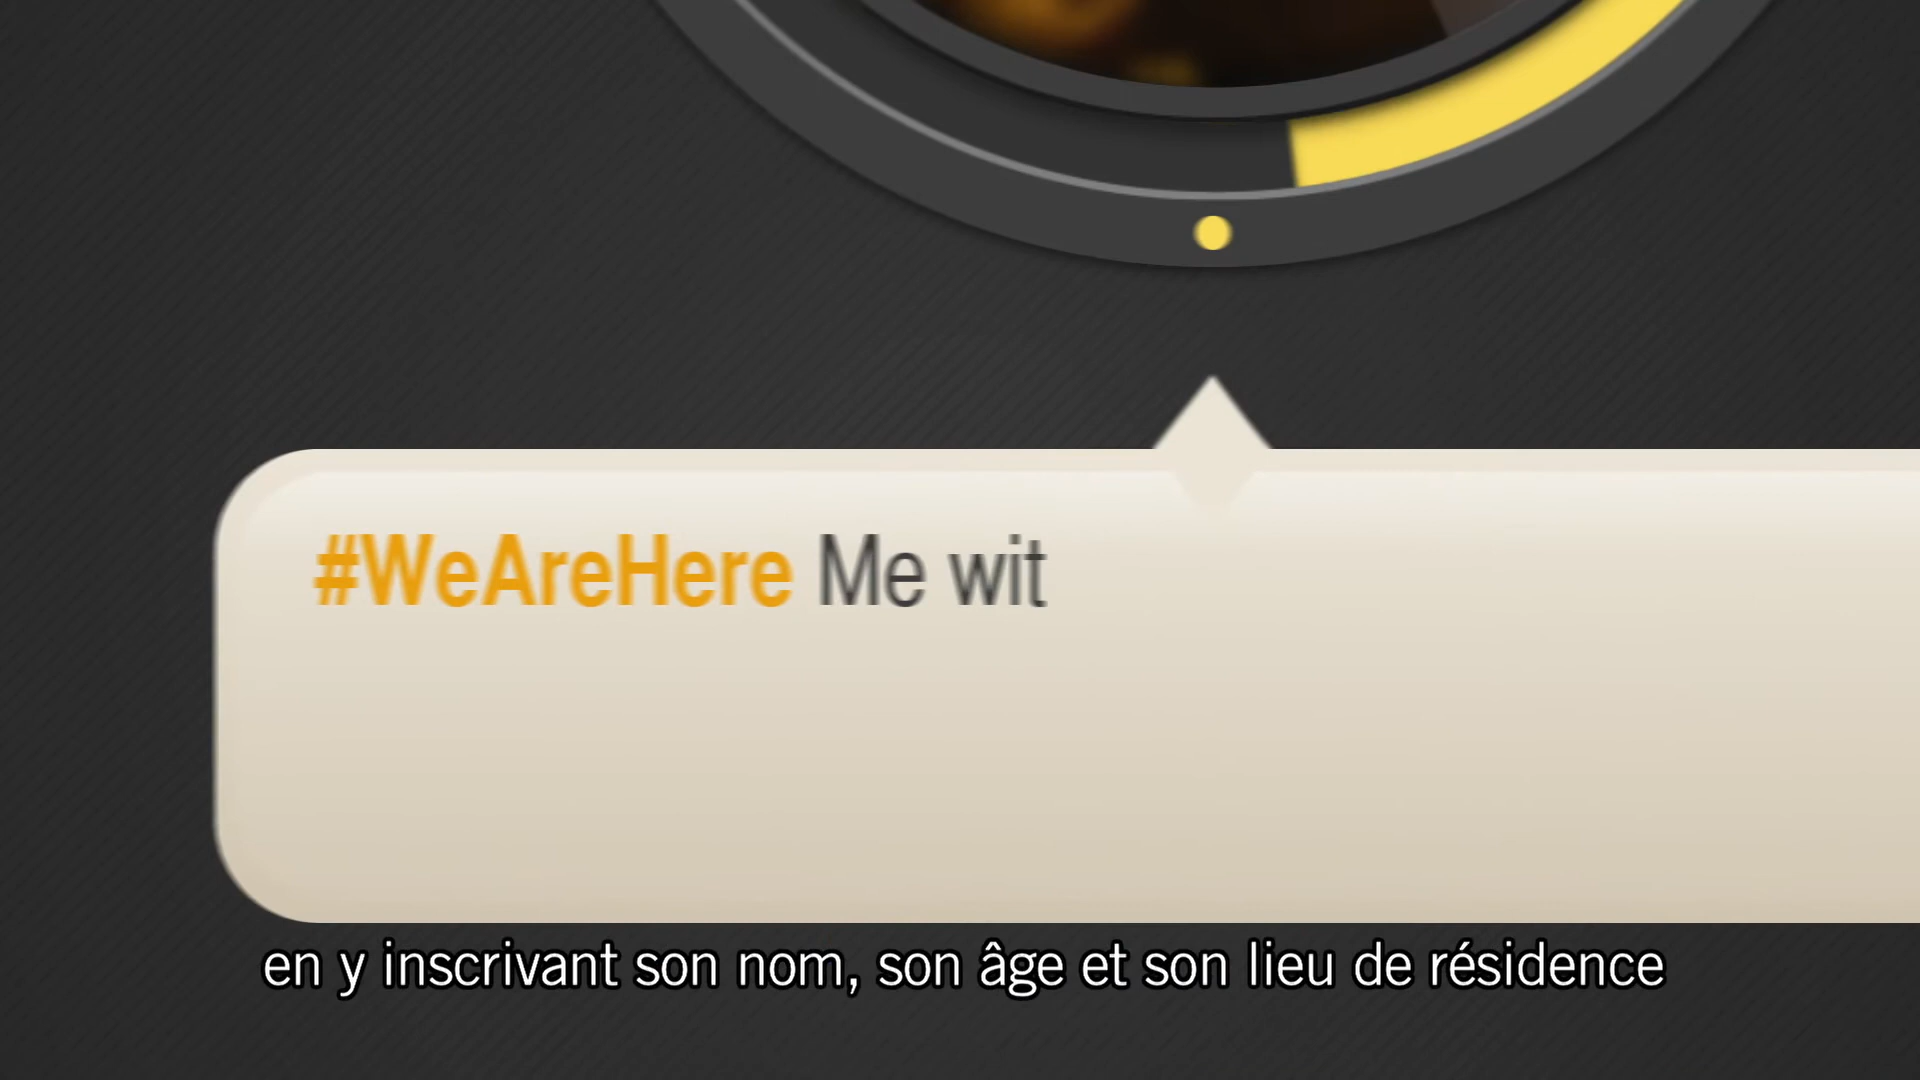 #WeAreHere Me wit
en y inscrivant son nom, son âge et son lieu de résidence